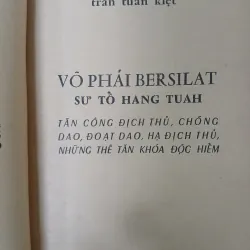 trần tuấn kiệt
VÕ PHÁI BERSILAT
SƯ TỔ HANG TUAH
TẤN CÔNG ĐỊCH THỦ, CHỐNG
DAO, ĐOẠT DAO, HẠ ĐỊCH THỦ,
NHỮNG THẾ TẤN KHÓA ĐỘC HIỂM